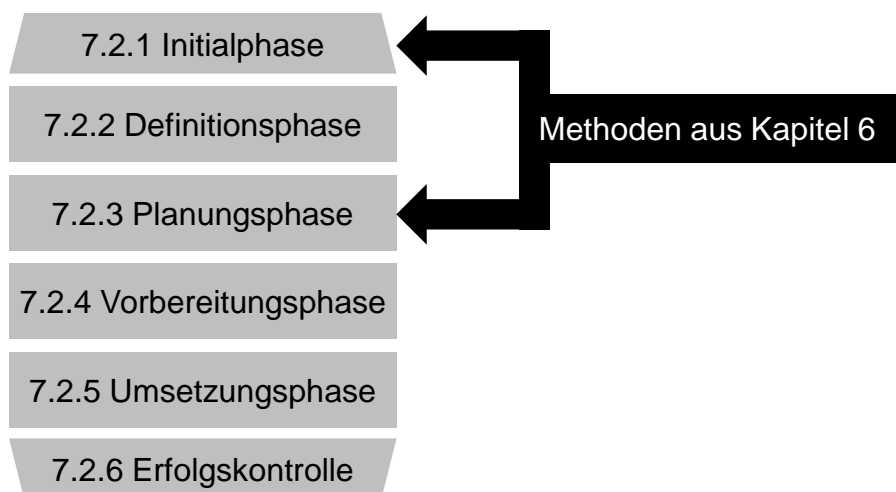 7.2.1 Initialphase
7.2.2 Definitionsphase
Methoden aus Kapitel 6
7.2.3 Planungsphase
7.2.4 Vorbereitungsphase
7.2.5 Umsetzungsphase
7.2.6 Erfolgskontrolle